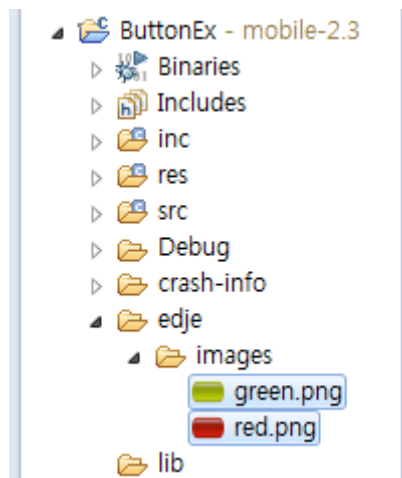 ButtonEx - mobile-2.3
Binaries
Includes
inc
res
src
Debug
crash-info
edje
images
green.png
red.png
lib